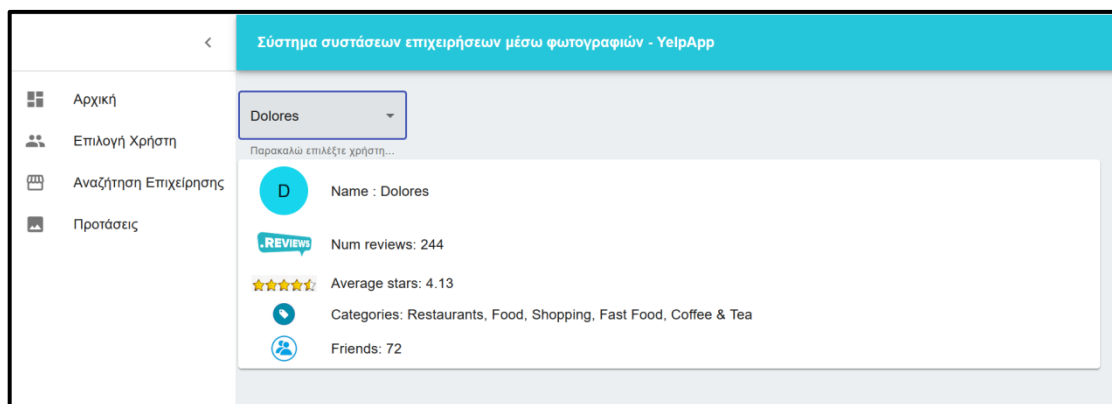 Σύστημα συστάσεων επιχειρήσεων μέσω φωτογραφιών - YelpApp
Αρχική
Επιλογή Χρήστη
Αναζήτηση Επιχείρησης
Προτάσεις
Dolores
Παρακαλώ επιλέξτε χρήστη...
D
Name : Dolores
.REVIEWS
Num reviews: 244
Average stars: 4.13
Categories: Restaurants, Food, Shopping, Fast Food, Coffee & Tea
Friends: 72